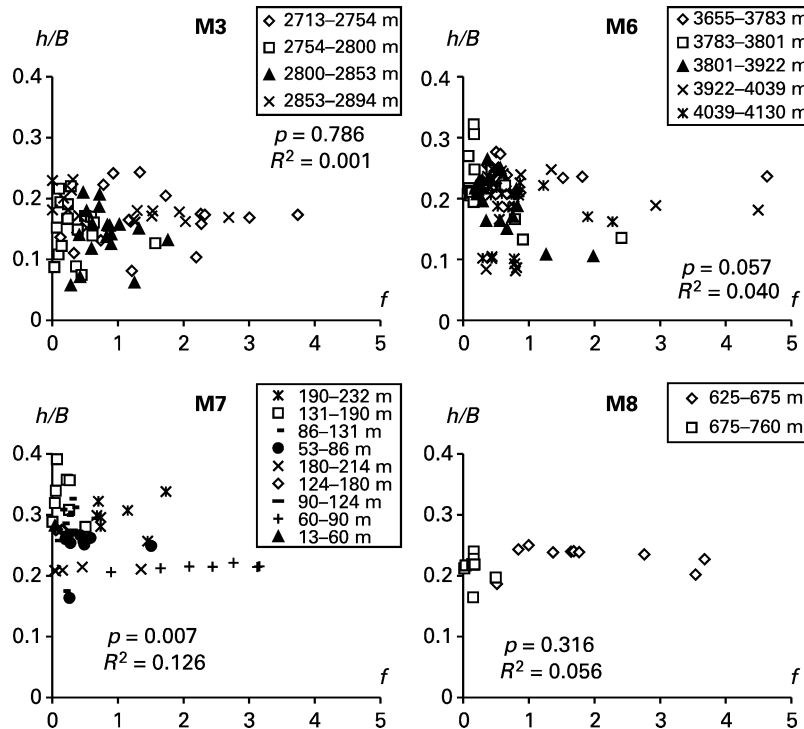 M3
h/B
2713–2754 m
2754–2800 m
2800–2853 m
2853–2894 m
p = 0.786
R² = 0.001
0.4
0.3
0.2
0.1
0
f
0 1 2 3 4 5
M6
h/B
3655–3783 m
3783–3801 m
3801–3922 m
3922–4039 m
4039–4130 m
p = 0.057
R² = 0.040
0.4
0.3
0.2
0.1
0
f
0 1 2 3 4 5
M7
h/B
190–232 m
131–190 m
86–131 m
53–86 m
180–214 m
124–180 m
90–124 m
60–90 m
13–60 m
p = 0.007
R² = 0.126
0.4
0.3
0.2
0.1
0
f
0 1 2 3 4 5
M8
h/B
625–675 m
675–760 m
p = 0.316
R² = 0.056
0.4
0.3
0.2
0.1
0
f
0 1 2 3 4 5